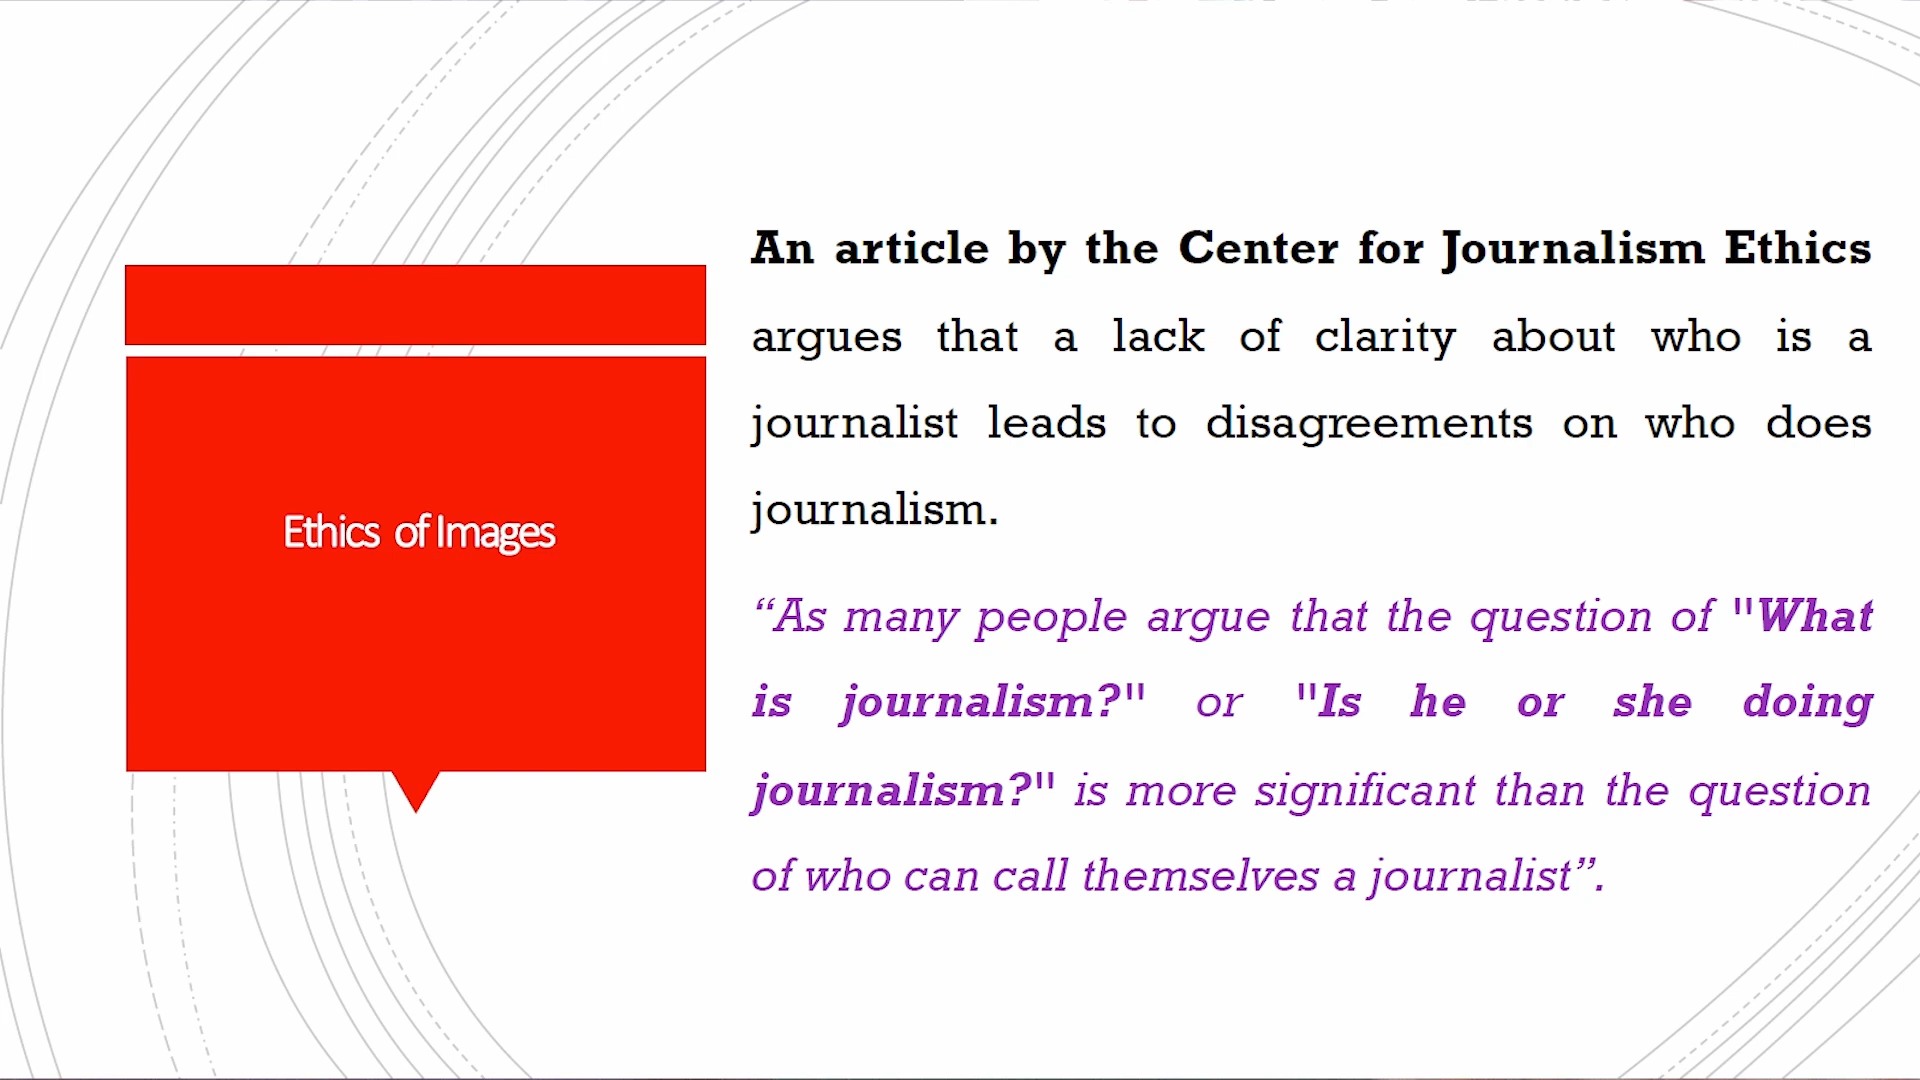 Ethics of Images
An article by the Center for Journalism Ethics
argues that a lack of clarity about who is a
journalist leads to disagreements on who does
journalism.
“As many people argue that the question of "What
is journalism?" or "Is he or she doing
journalism?" is more significant than the question
of who can call themselves a journalist”.